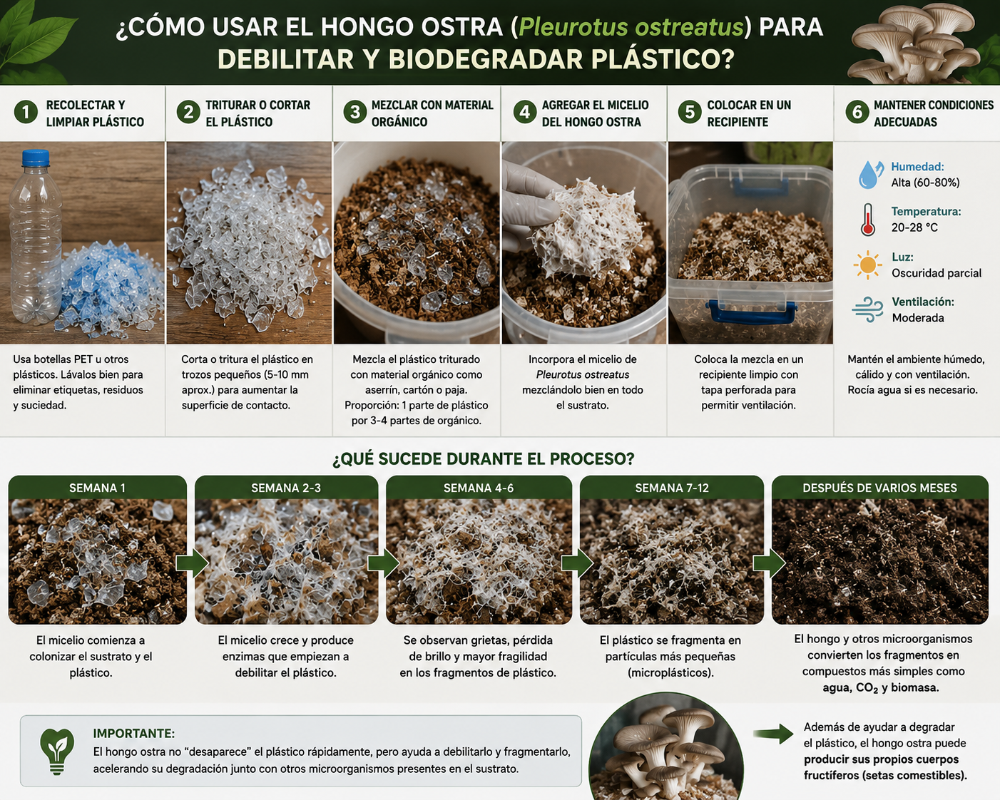 ¿CÓMO USAR EL HONGO OSTRA (Pleurotus ostreatus) PARA
DEBILITAR Y BIODEGRADAR PLÁSTICO?
1 RECOLECTAR Y
LIMPIAR PLÁSTICO
Usa botellas PET u otros
plásticos. Lávalos bien para
eliminar etiquetas, residuos
y suciedad.
2 TRITURAR O CORTAR
EL PLÁSTICO
Corta o tritura el plástico en
trozos pequeños (5-10 mm
aprox.) para aumentar la
superficie de contacto.
3 MEZCLAR CON MATERIAL
ORGÁNICO
Mezcla el plástico triturado
con material orgánico como
aserrín, cartón o paja.
Proporción: 1 parte de plástico
por 3-4 partes de orgánico.
4 AGREGAR EL MICELIO
DEL HONGO OSTRA
Incorpora el micelio de
Pleurotus ostreatus
mezclándolo bien en todo
el sustrato.
5 COLOCAR EN UN
RECIPIENTE
Coloca la mezcla en un
recipiente limpio con
tapa perforada para
permitir ventilación.
6 MANTENER CONDICIONES
ADECUADAS
Humedad:
Alta (60-80%)
Temperatura:
20-28 °C
Luz:
Oscuridad parcial
Ventilación:
Moderada
Mantén el ambiente húmedo,
cálido y con ventilación.
Rocía agua si es necesario.
¿QUÉ SUCEDE DURANTE EL PROCESO?
SEMANA 1
El micelio comienza a
colonizar el sustrato y el
plástico.
SEMANA 2-3
El micelio crece y produce
enzimas que empiezan a
debilitar el plástico.
SEMANA 4-6
Se observan grietas, pérdida
de brillo y mayor fragilidad
en los fragmentos de plástico.
SEMANA 7-12
El plástico se fragmenta en
partículas más pequeñas
(microplásticos).
DESPUÉS DE VARIOS MESES
El hongo y otros microorganismos
convierten los fragmentos en
compuestos más simples como
agua, CO₂ y biomasa.
IMPORTANTE:
El hongo ostra no “desaparece” el plástico rápidamente, pero ayuda a debilitarlo y fragmentarlo,
acelerando su degradación junto con otros microorganismos presentes en el sustrato.
Además de ayudar a degradar
el plástico, el hongo ostra puede
producir sus propios cuerpos
fructíferos (setas comestibles).